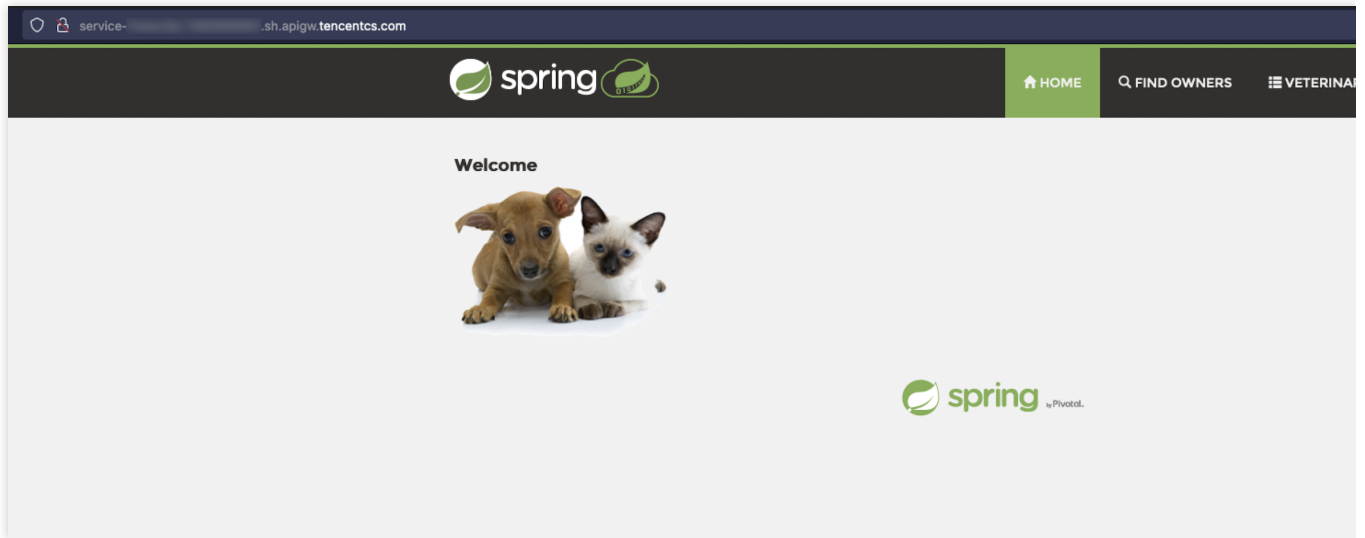 service- .sh.apigw.tencentcs.com
spring
HOME
FIND OWNERS
VETERINAR
Welcome
spring by Pivotal.